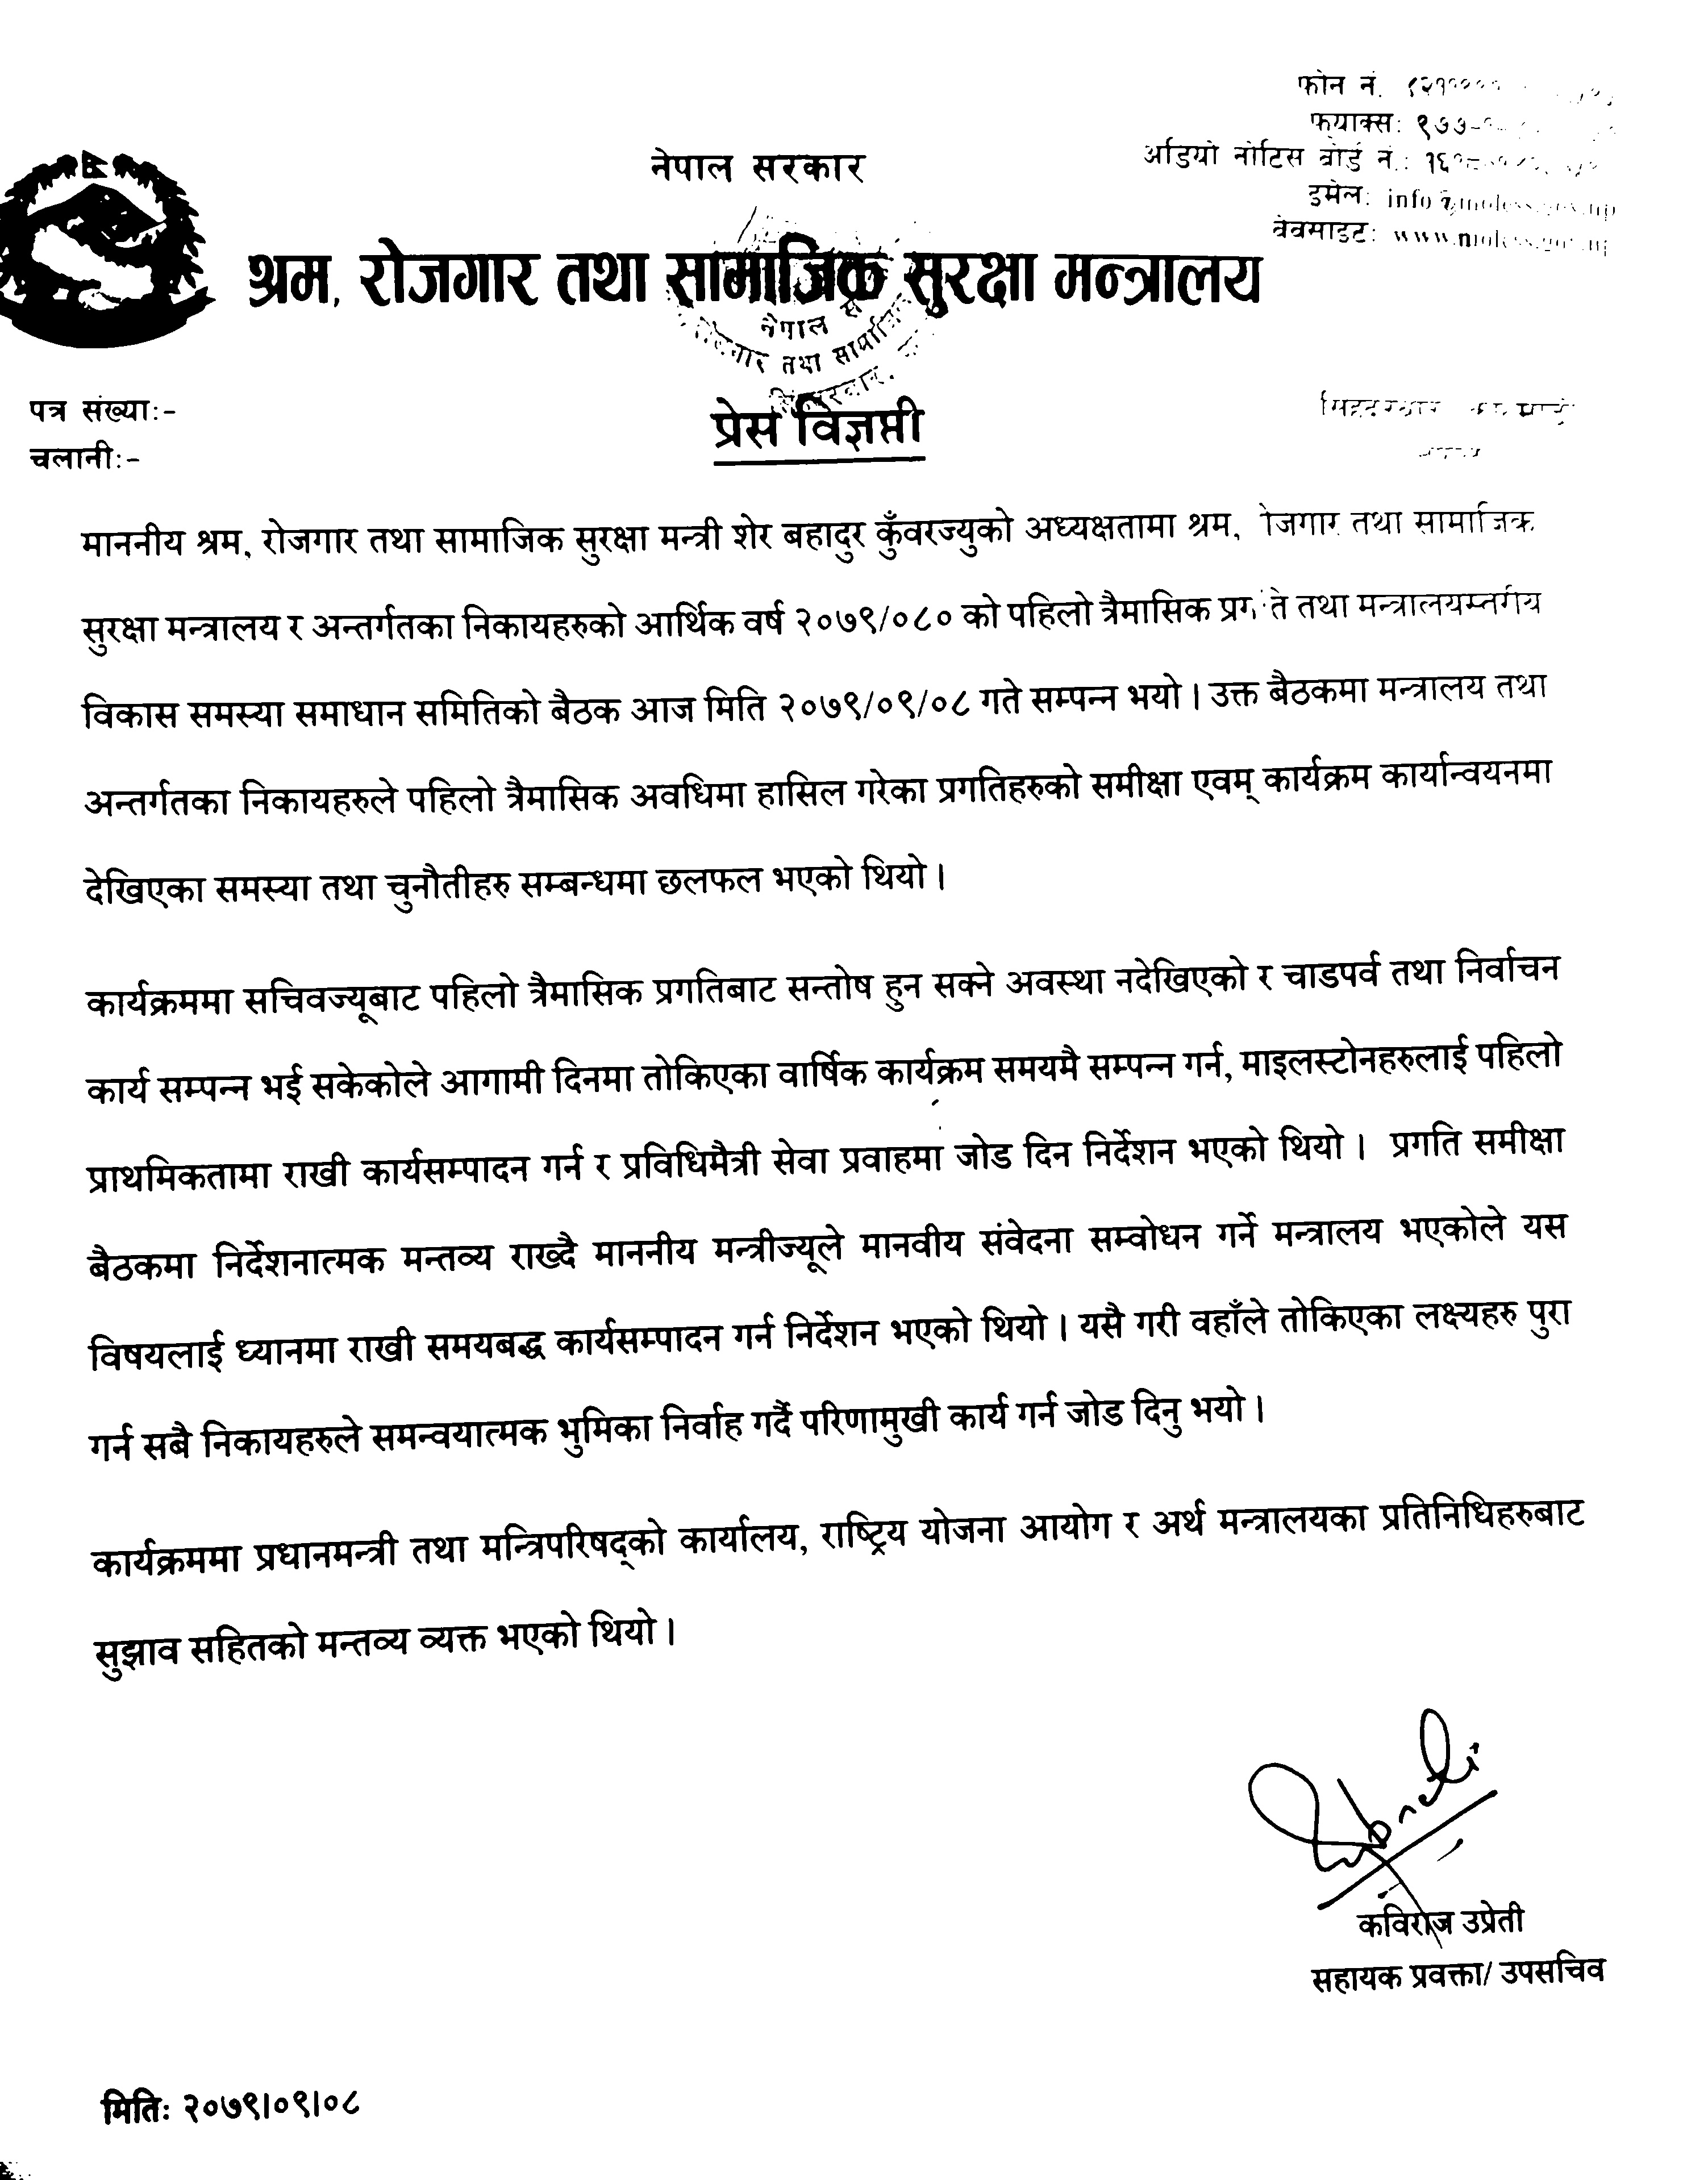 फोन नं.
फ्याक्स: ९७७-
नेपाल सरकार
अडियो नोटिस बोर्ड नं.:
इमेल: info@moless.gov.np
वेबसाइट: www.moless.gov.np
श्रम, रोजगार तथा सामाजिक सुरक्षा मन्त्रालय
नेपाल
तथा सामाजिक
पत्र संख्याः-
प्रेस विज्ञप्ती
चलानीः-
माननीय श्रम, रोजगार तथा सामाजिक सुरक्षा मन्त्री शेर बहादुर कुँवरज्युको अध्यक्षतामा श्रम, रोजगार तथा सामाजिक
सुरक्षा मन्त्रालय र अन्तर्गतका निकायहरुको आर्थिक वर्ष २०७९/०८० को पहिलो त्रैमासिक प्रगति तथा मन्त्रालयस्तरीय
विकास समस्या समाधान समितिको बैठक आज मिति २०७९/०९/०८ गते सम्पन्न भयो। उक्त बैठकमा मन्त्रालय तथा
अन्तर्गतका निकायहरुले पहिलो त्रैमासिक अवधिमा हासिल गरेका प्रगतिहरुको समीक्षा एवम् कार्यक्रम कार्यान्वयनमा
देखिएका समस्या तथा चुनौतीहरु सम्बन्धमा छलफल भएको थियो।
कार्यक्रममा सचिवज्यूबाट पहिलो त्रैमासिक प्रगतिबाट सन्तोष हुन सक्ने अवस्था नदेखिएको र चाडपर्व तथा निर्वाचन
कार्य सम्पन्न भई सकेकोले आगामी दिनमा तोकिएका वार्षिक कार्यक्रम समयमै सम्पन्न गर्न, माइलस्टोनहरुलाई पहिलो
प्राथमिकतामा राखी कार्यसम्पादन गर्न र प्रविधिमैत्री सेवा प्रवाहमा जोड दिन निर्देशन भएको थियो। प्रगति समीक्षा
बैठकमा निर्देशनात्मक मन्तव्य राख्दै माननीय मन्त्रीज्यूले मानवीय संवेदना सम्वोधन गर्ने मन्त्रालय भएकोले यस
विषयलाई ध्यानमा राखी समयबद्ध कार्यसम्पादन गर्न निर्देशन भएको थियो। यसै गरी वहाँले तोकिएका लक्ष्यहरु पुरा
गर्न सबै निकायहरुले समन्वयात्मक भुमिका निर्वाह गर्दै परिणामुखी कार्य गर्न जोड दिनु भयो।
कार्यक्रममा प्रधानमन्त्री तथा मन्त्रिपरिषद्को कार्यालय, राष्ट्रिय योजना आयोग र अर्थ मन्त्रालयका प्रतिनिधिहरुबाट
सुझाव सहितको मन्तव्य व्यक्त भएको थियो।
कविराज उप्रेती
सहायक प्रवक्ता/ उपसचिव
मितिः २०७९।०९।०८